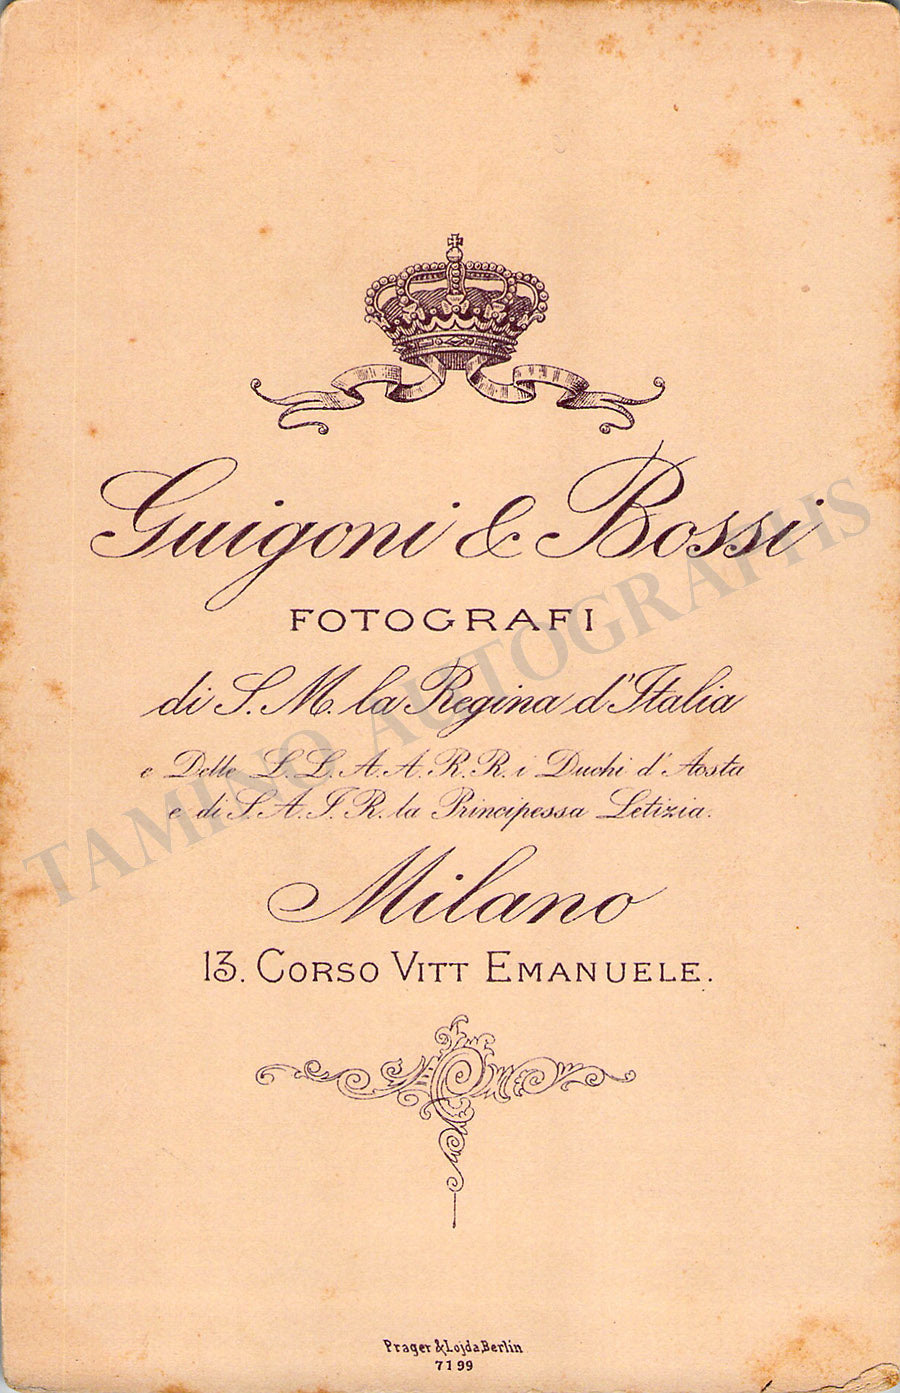 Guigoni & Bossi
FOTOGRAFI
di S. M. la Regina d'Italia
e Delle L. L. A. A. R. R. i Duchi d'Aosta
e di S. A. I. R. la Principessa Letizia.
Milano
13. CORSO VITT EMANUELE.
Prager & Lojda Berlin
7199
TAMINO AUTOGRAPHS